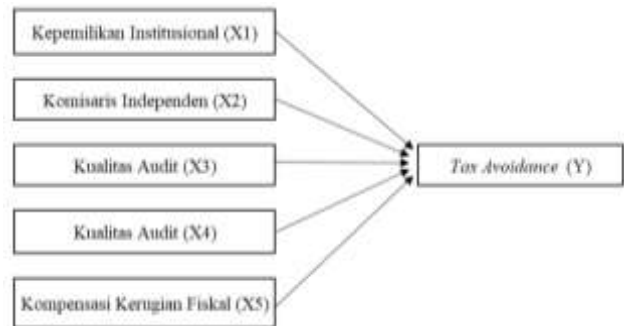 Kepemilikan Institusional (X1)
Komisaris Independen (X2)
Kualitas Audit (X3)
Tax Avoidance (Y)
Kualitas Audit (X4)
Kompensasi Kerugian Fiskal (X5)